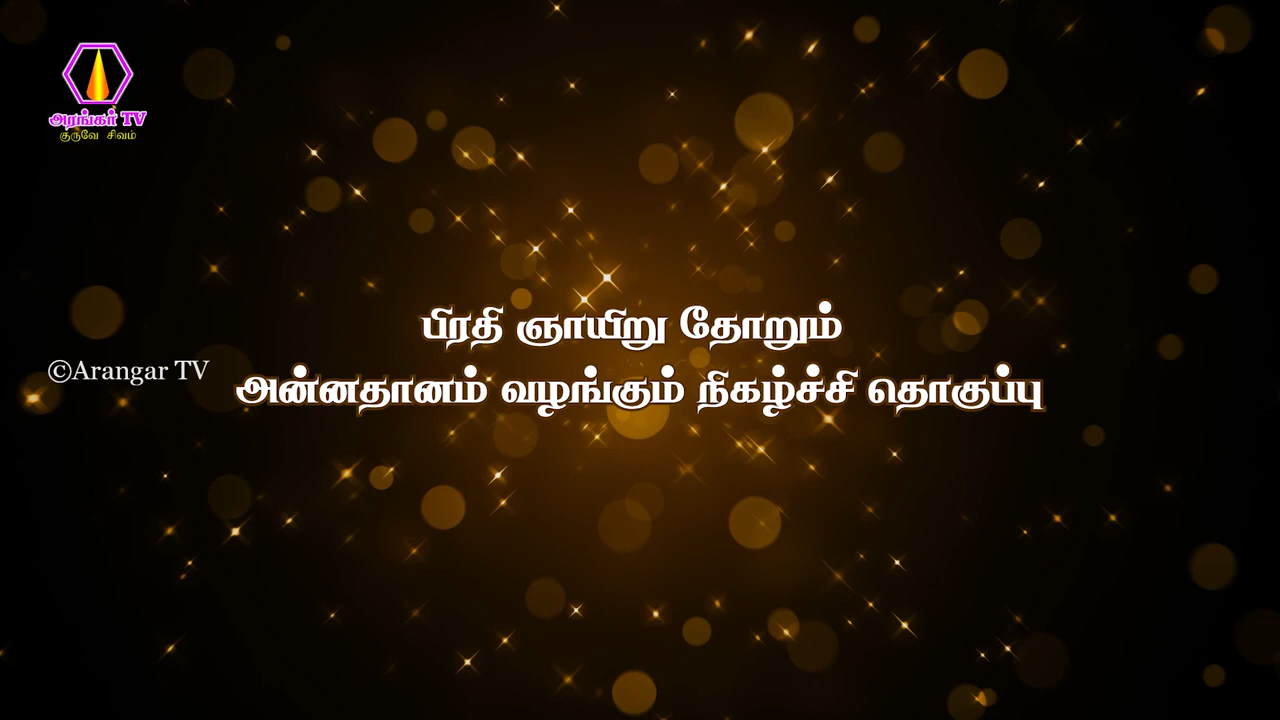 அரங்கர் TV
குருவே சிவம்
பிரதி ஞாயிறு தோறும்
©Arangar TV
அன்னதானம் வழங்கும் நிகழ்ச்சி தொகுப்பு